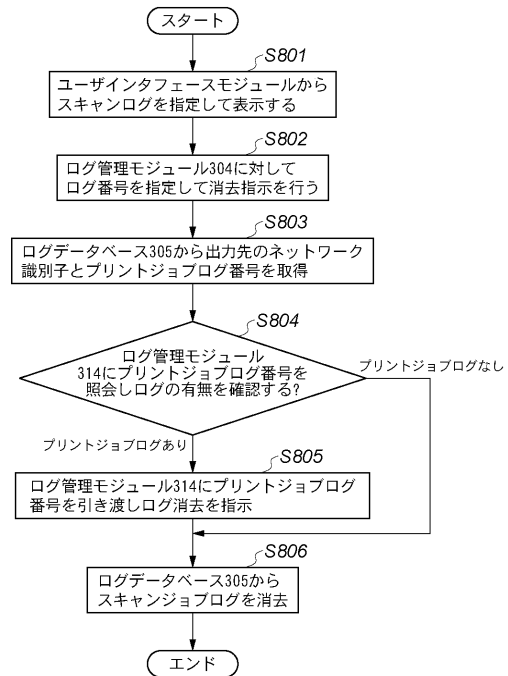 スタート
S801
ユーザインタフェースモジュールから
スキャンログを指定して表示する
S802
ログ管理モジュール304に対して
ログ番号を指定して消去指示を行う
S803
ログデータベース305から出力先のネットワーク
識別子とプリントジョブログ番号を取得
S804
ログ管理モジュール
314にプリントジョブログ番号を
照会しログの有無を確認する?
プリントジョブログなし
プリントジョブログあり
S805
ログ管理モジュール314にプリントジョブログ
番号を引き渡しログ消去を指示
S806
ログデータベース305から
スキャンジョブログを消去
エンド